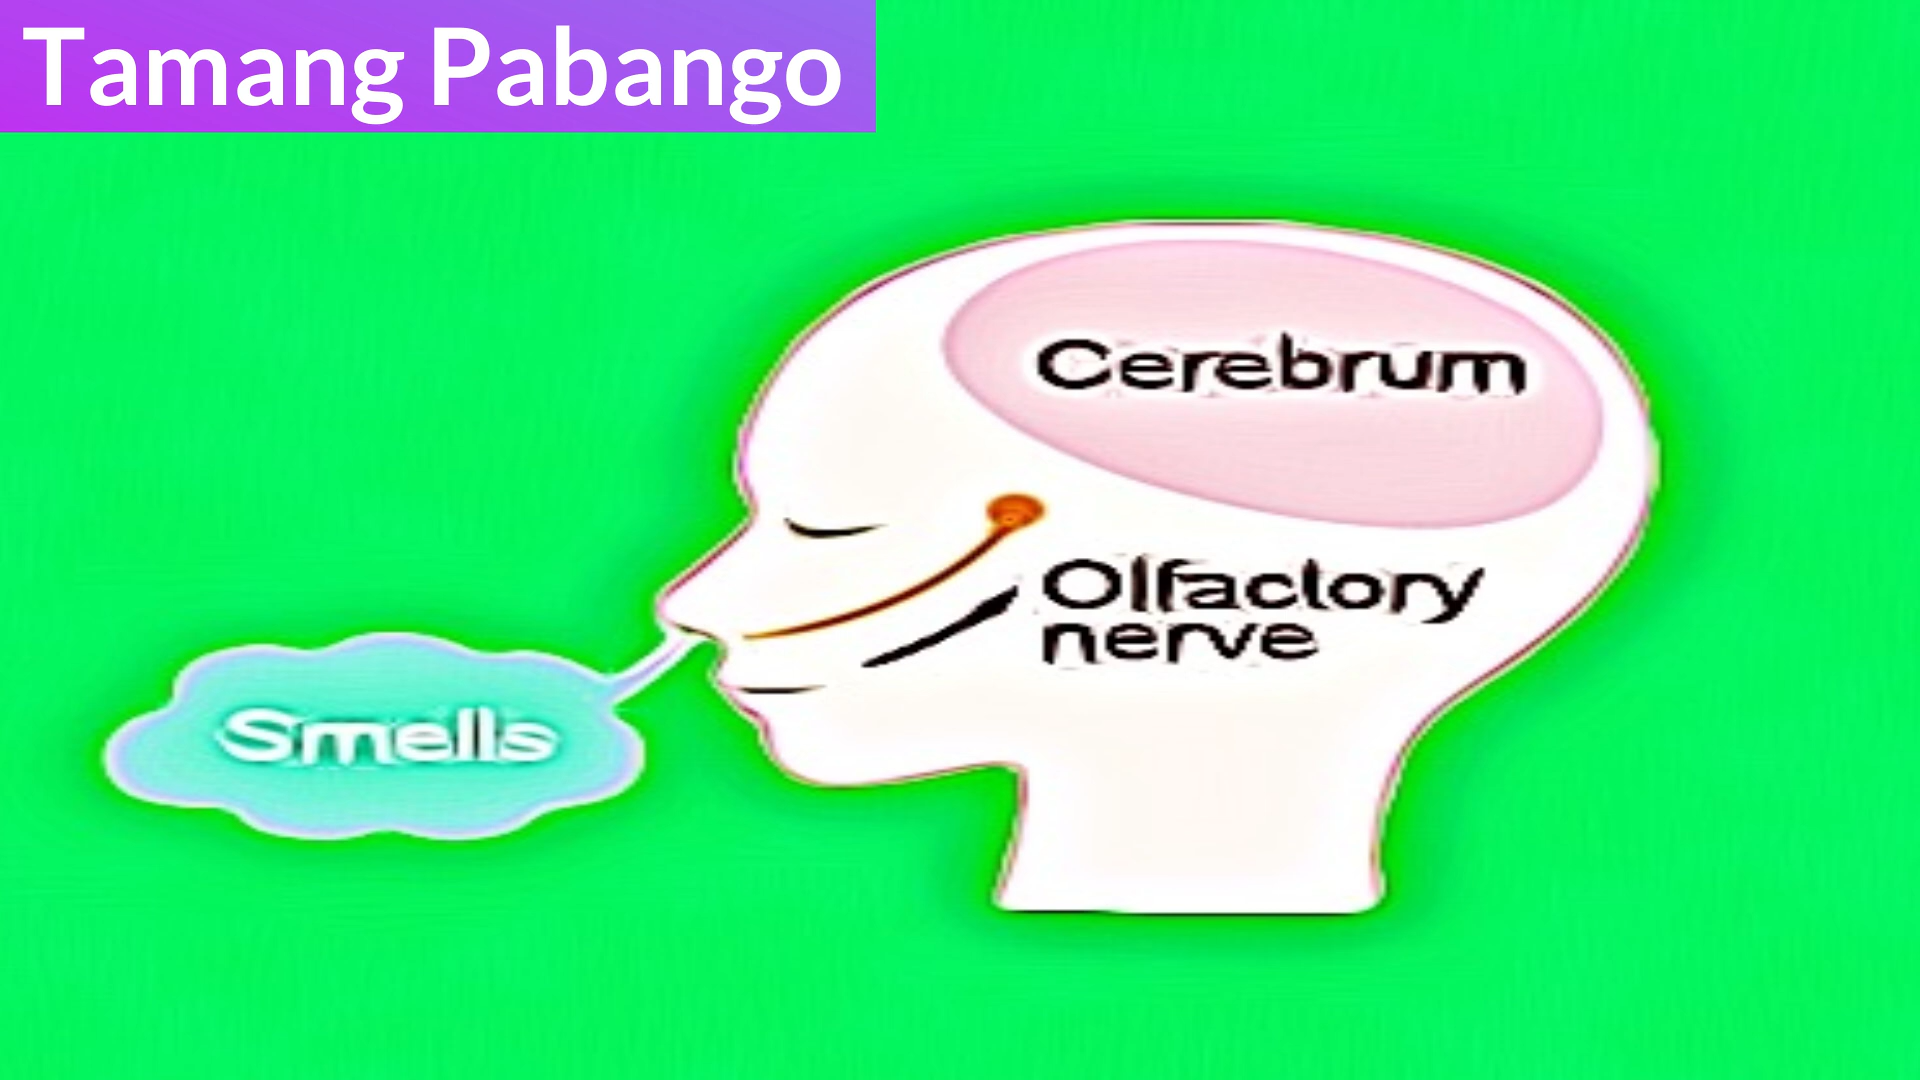 Tamang Pabango
Cerebrum
Olfactory
nerve
Smells